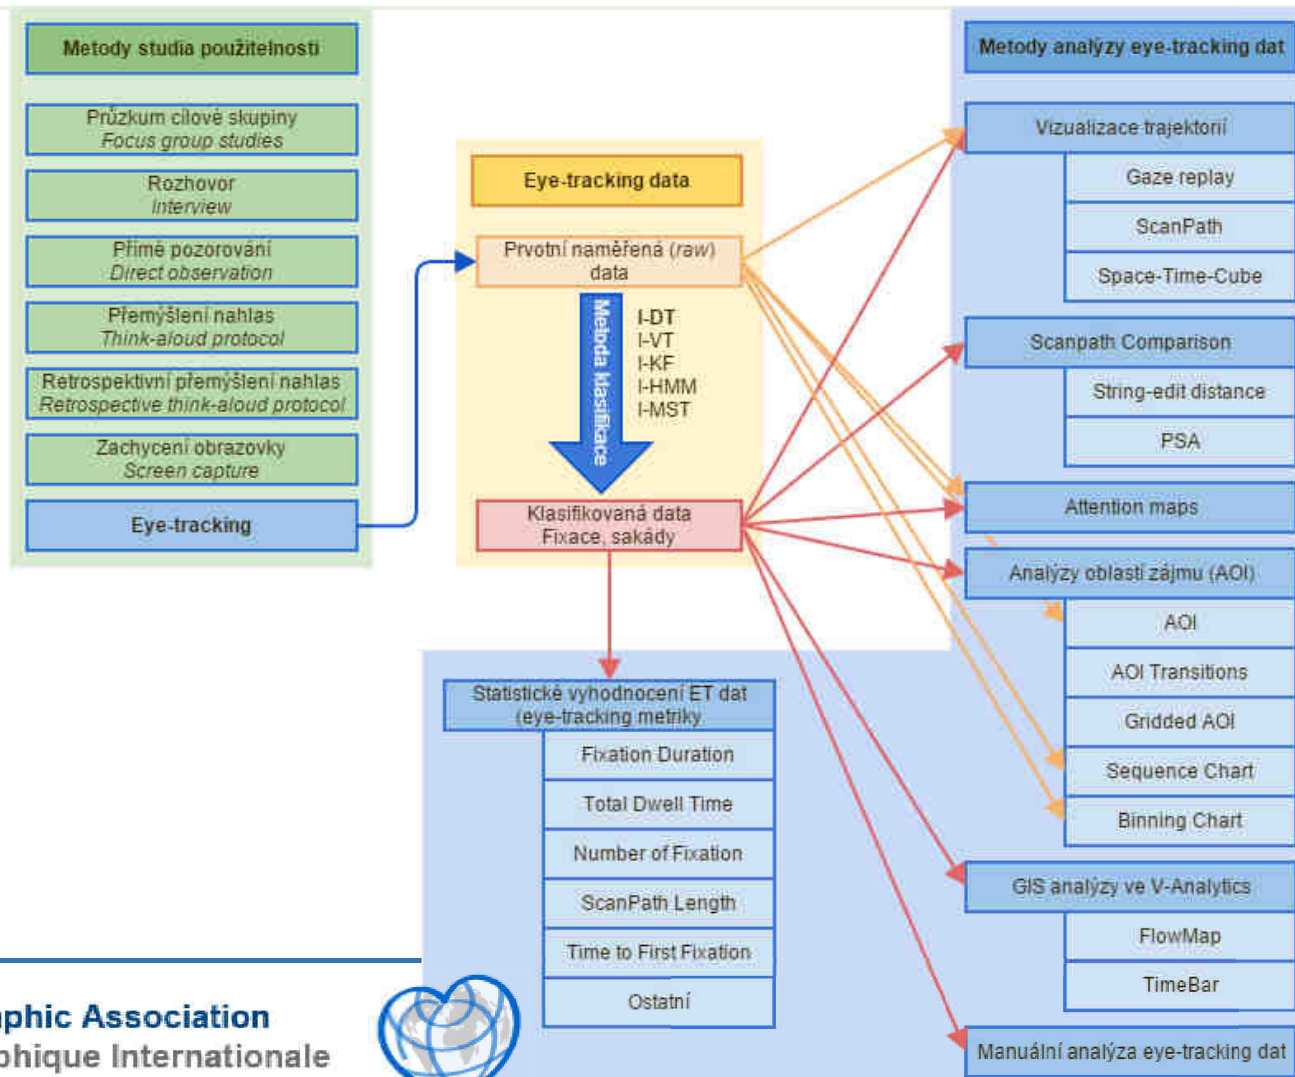 Metody studia použitelnosti
Průzkum cílové skupiny
Focus group studies
Rozhovor
Interview
Přímé pozorování
Direct observation
Přemýšlení nahlas
Think-aloud protocol
Retrospektivní přemýšlení nahlas
Retrospective think-aloud protocol
Zachycení obrazovky
Screen capture
Eye-tracking
Eye-tracking data
Prvotní naměřená (raw)
data
Metoda klasifikace
I-DT
I-VT
I-KF
I-HMM
I-MST
Klasifikovaná data
Fixace, sakády
Statistické vyhodnocení ET dat
(eye-tracking metriky
Fixation Duration
Total Dwell Time
Number of Fixation
ScanPath Length
Time to First Fixation
Ostatní
Metody analýzy eye-tracking dat
Vizualizace trajektorií
Gaze replay
ScanPath
Space-Time-Cube
Scanpath Comparison
String-edit distance
PSA
Attention maps
Analýzy oblastí zájmu (AOI)
AOI
AOI Transitions
Gridded AOI
Sequence Chart
Binning Chart
GIS analýzy ve V-Analytics
FlowMap
TimeBar
Manuální analýza eye-tracking dat
aphic Association
phique Internationale